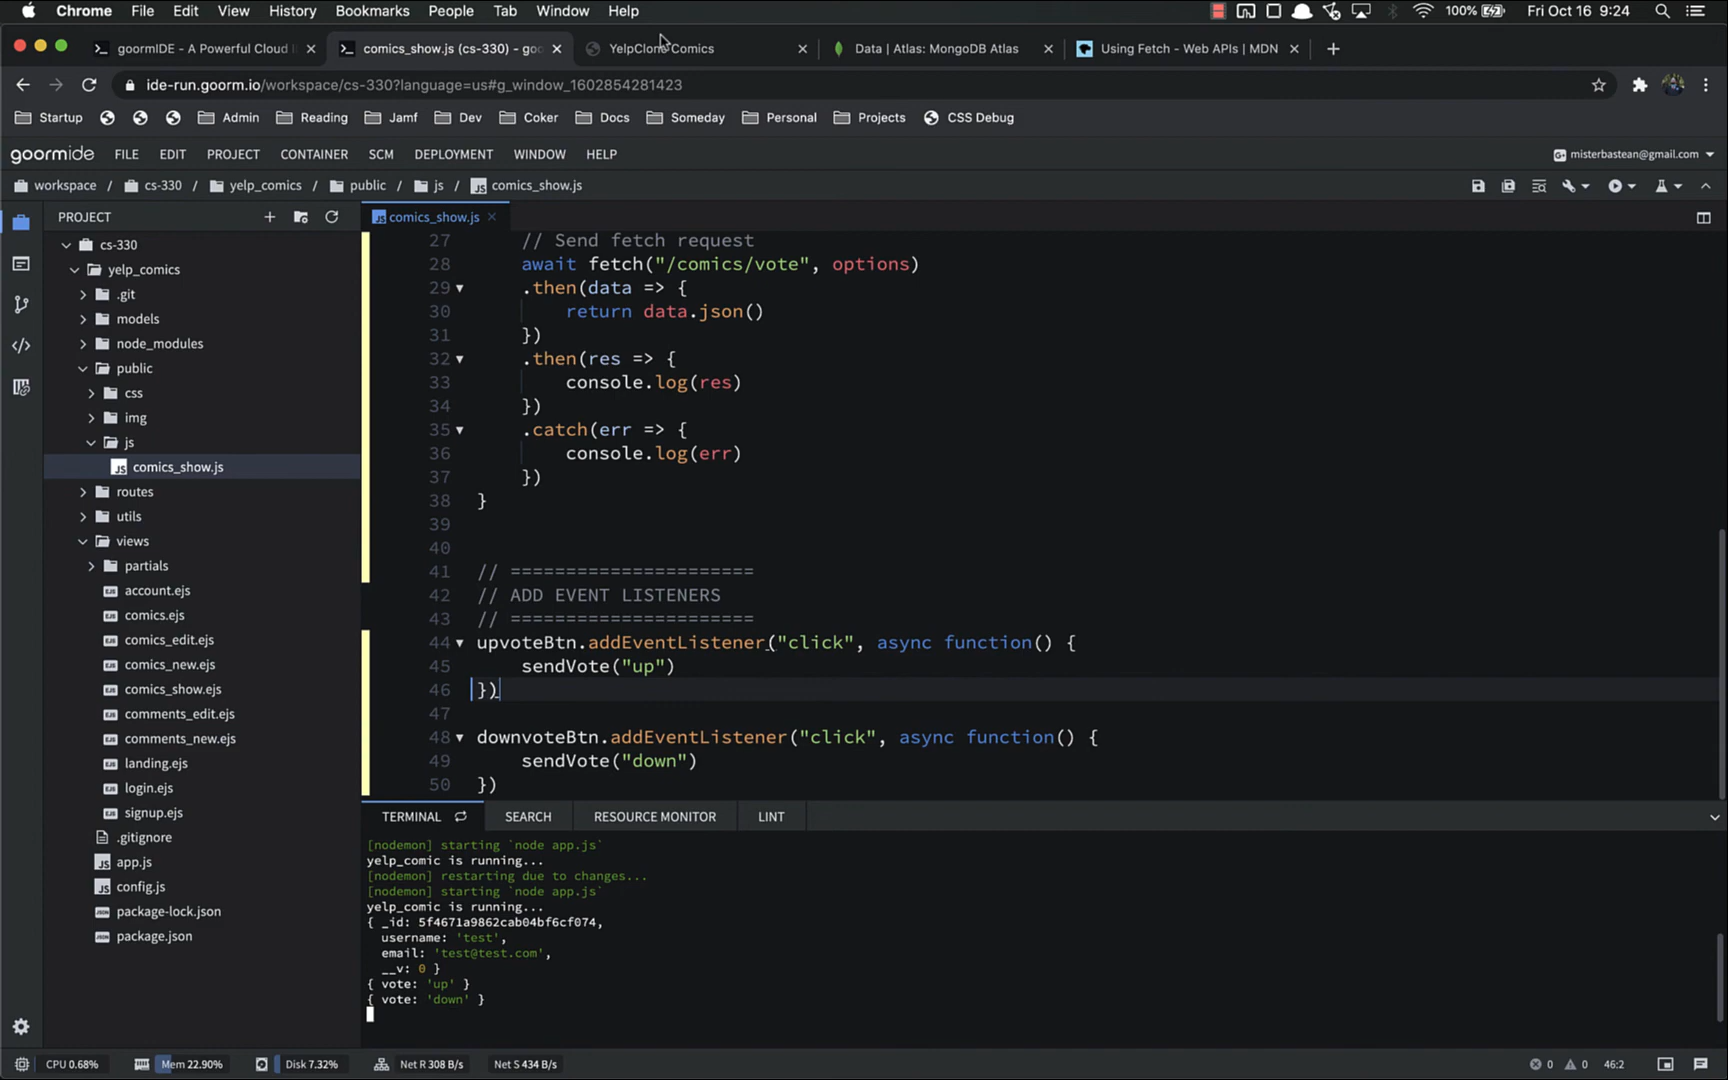 Chrome File Edit View History Bookmarks People Tab Window Help 100% Fri Oct 16 9:24
goormIDE - A Powerful Cloud I
comics_show.js (cs-330) - goo
YelpClone Comics
Data | Atlas: MongoDB Atlas
Using Fetch - Web APIs | MDN
ide-run.goorm.io/workspace/cs-330?language=us#g_window_1602854281423
Startup Admin Reading Jamf Dev Coker Docs Someday Personal Projects CSS Debug
goormide FILE EDIT PROJECT CONTAINER SCM DEPLOYMENT WINDOW HELP misterbastean@gmail.com
workspace / cs-330 / yelp_comics / public / js / comics_show.js
PROJECT
cs-330
yelp_comics
.git
models
node_modules
public
css
img
js
comics_show.js
routes
utils
views
partials
account.ejs
comics.ejs
comics_edit.ejs
comics_new.ejs
comics_show.ejs
comments_edit.ejs
comments_new.ejs
landing.ejs
login.ejs
signup.ejs
.gitignore
app.js
config.js
package-lock.json
package.json
comics_show.js
27 // Send fetch request
28 await fetch("/comics/vote", options)
29 .then(data => {
30 return data.json()
31 })
32 .then(res => {
33 console.log(res)
34 })
35 .catch(err => {
36 console.log(err)
37 })
38 }
39
40
41 // ======================
42 // ADD EVENT LISTENERS
43 // ======================
44 upvoteBtn.addEventListener("click", async function() {
45 sendVote("up")
46 })
47
48 downvoteBtn.addEventListener("click", async function() {
49 sendVote("down")
50 })
TERMINAL SEARCH RESOURCE MONITOR LINT
[nodemon] starting `node app.js`
yelp_comic is running...
[nodemon] restarting due to changes...
[nodemon] starting `node app.js`
yelp_comic is running...
{ _id: 5f4671a9862cab04bf6cf074,
username: 'test',
email: 'test@test.com',
__v: 0 }
{ vote: 'up' }
{ vote: 'down' }
CPU 0.68% Mem 22.90% Disk 7.32% Net R 308 B/s Net S 434 B/s 0 0 46:2